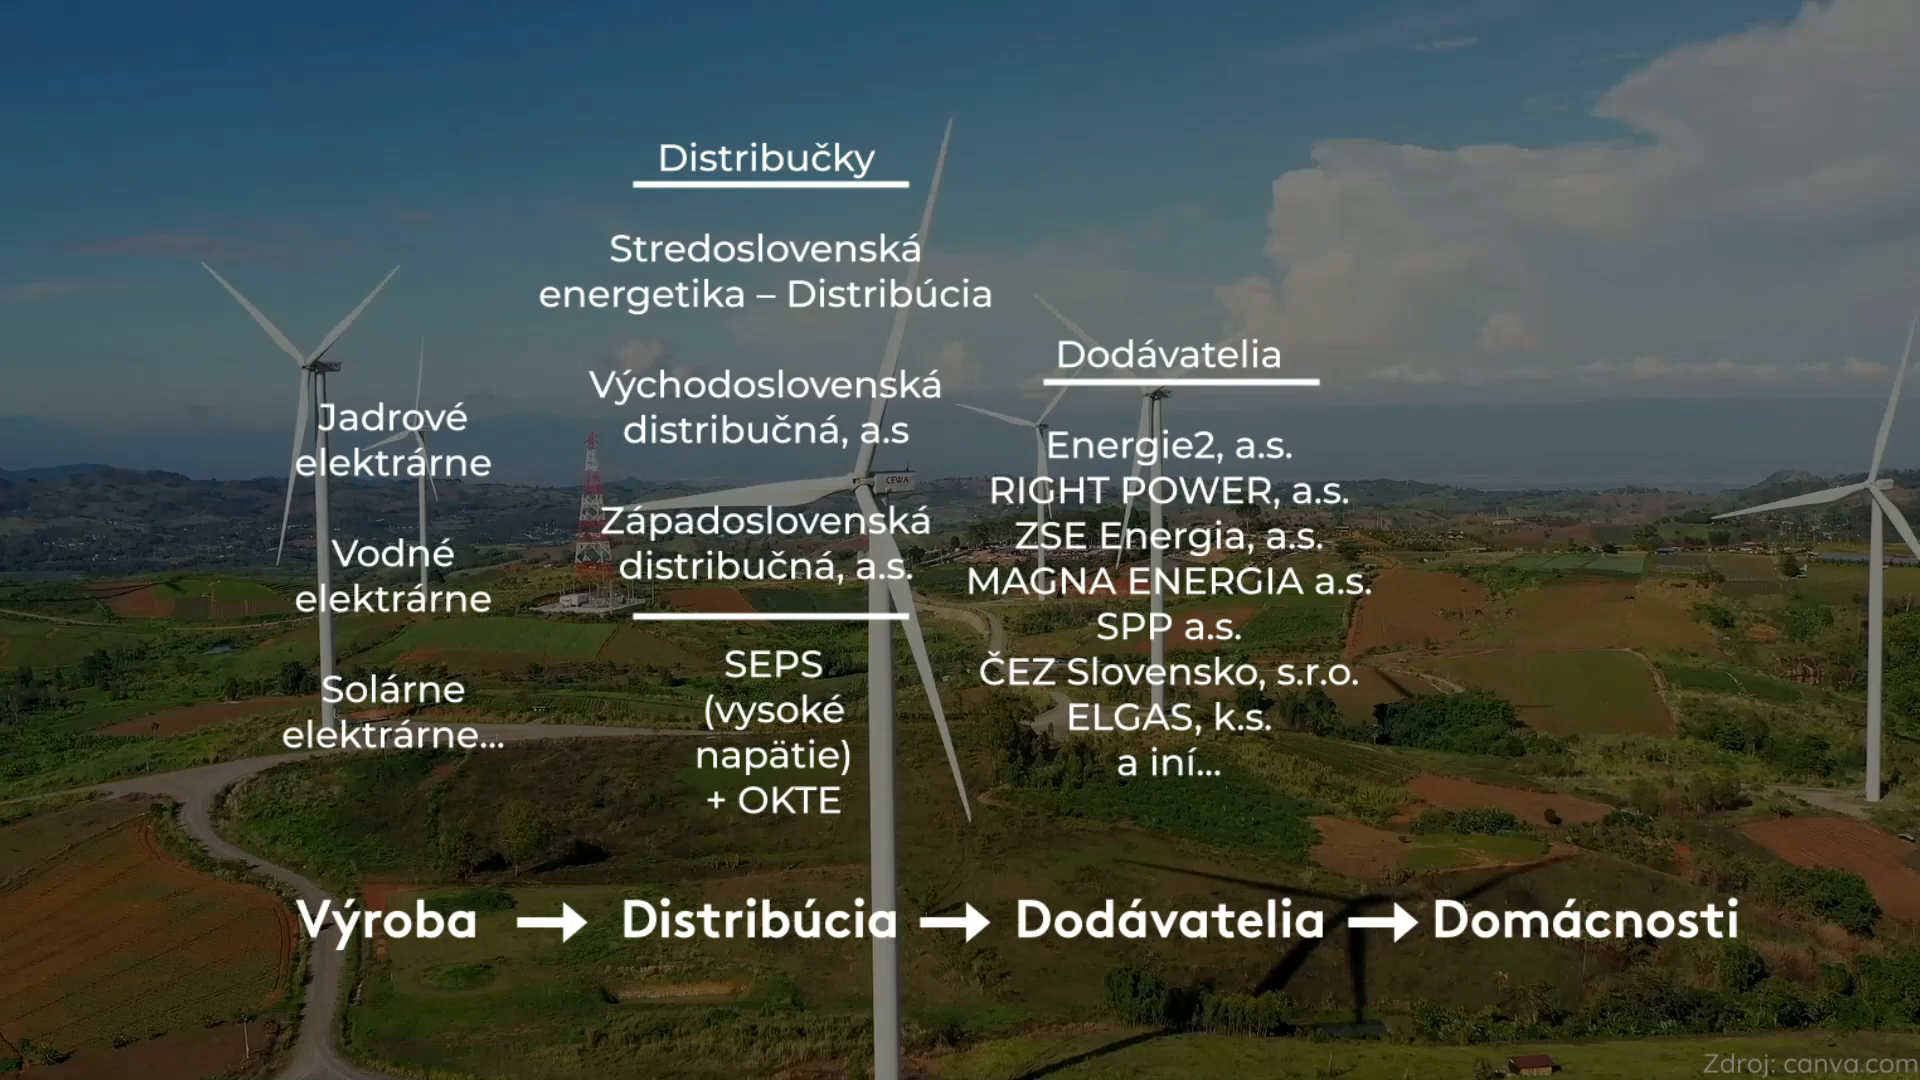 Distribučky
Stredoslovenská
energetika – Distribúcia
Východoslovenská
distribučná, a.s
Západoslovenská
distribučná, a.s.
SEPS
(vysoké
napätie)
+ OKTE
Dodávatelia
Energie2, a.s.
RIGHT POWER, a.s.
ZSE Energia, a.s.
MAGNA ENERGIA a.s.
SPP a.s.
ČEZ Slovensko, s.r.o.
ELGAS, k.s.
a iní...
Jadrové
elektrárne
Vodné
elektrárne
Solárne
elektrárne...
CEWA
Výroba → Distribúcia → Dodávatelia → Domácnosti
Zdroj: canva.com